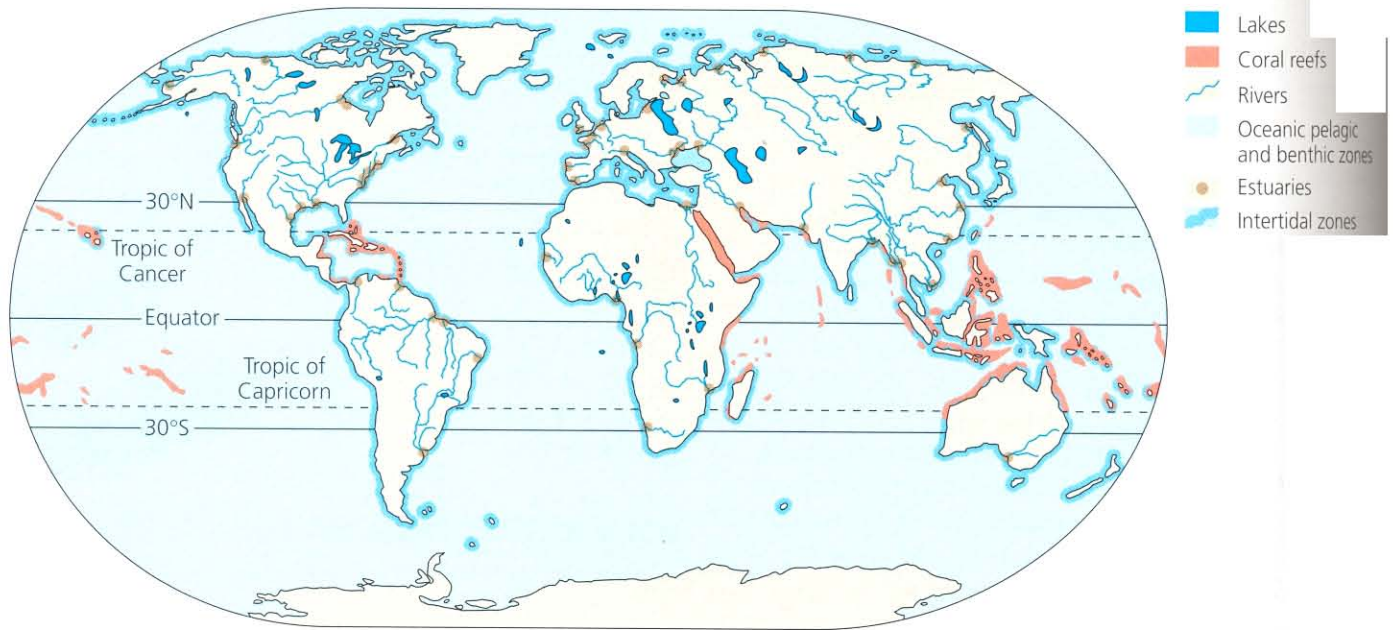 Lakes
Coral reefs
Rivers
Oceanic pelagic
and benthic zones
Estuaries
Intertidal zones
30°N
Tropic of
Cancer
Equator
Tropic of
Capricorn
30°S